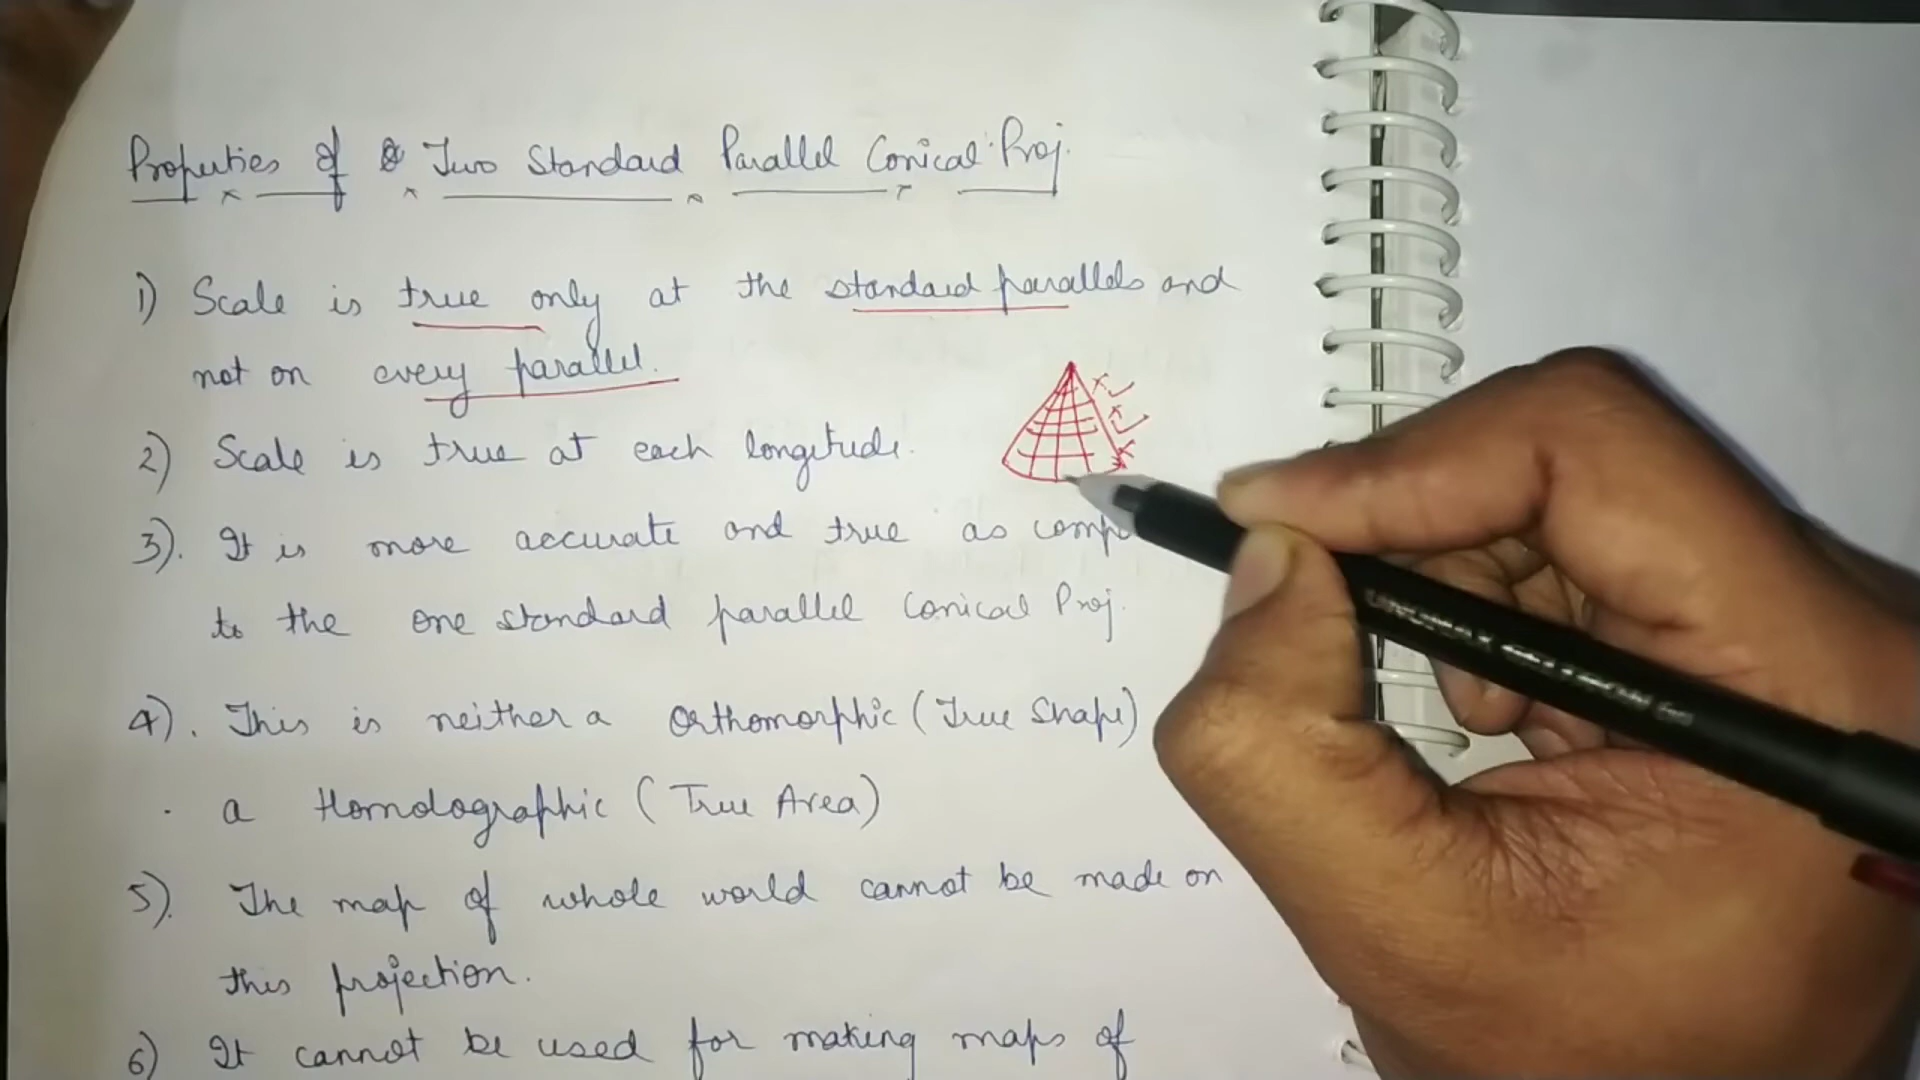 Properties of Two Standard Parallel Conical Proj.
1) Scale is true only at the standard parallels and
not on every parallel.
2) Scale is true at each longitude.
3). It is more accurate and true as
to the one standard parallel Conical Proj.
4). This is neither a Orthomorphic (True Shape)
a Homolographic (True Area)
5). The map of whole world cannot be made on
this projection.
6) It cannot be used for making maps of